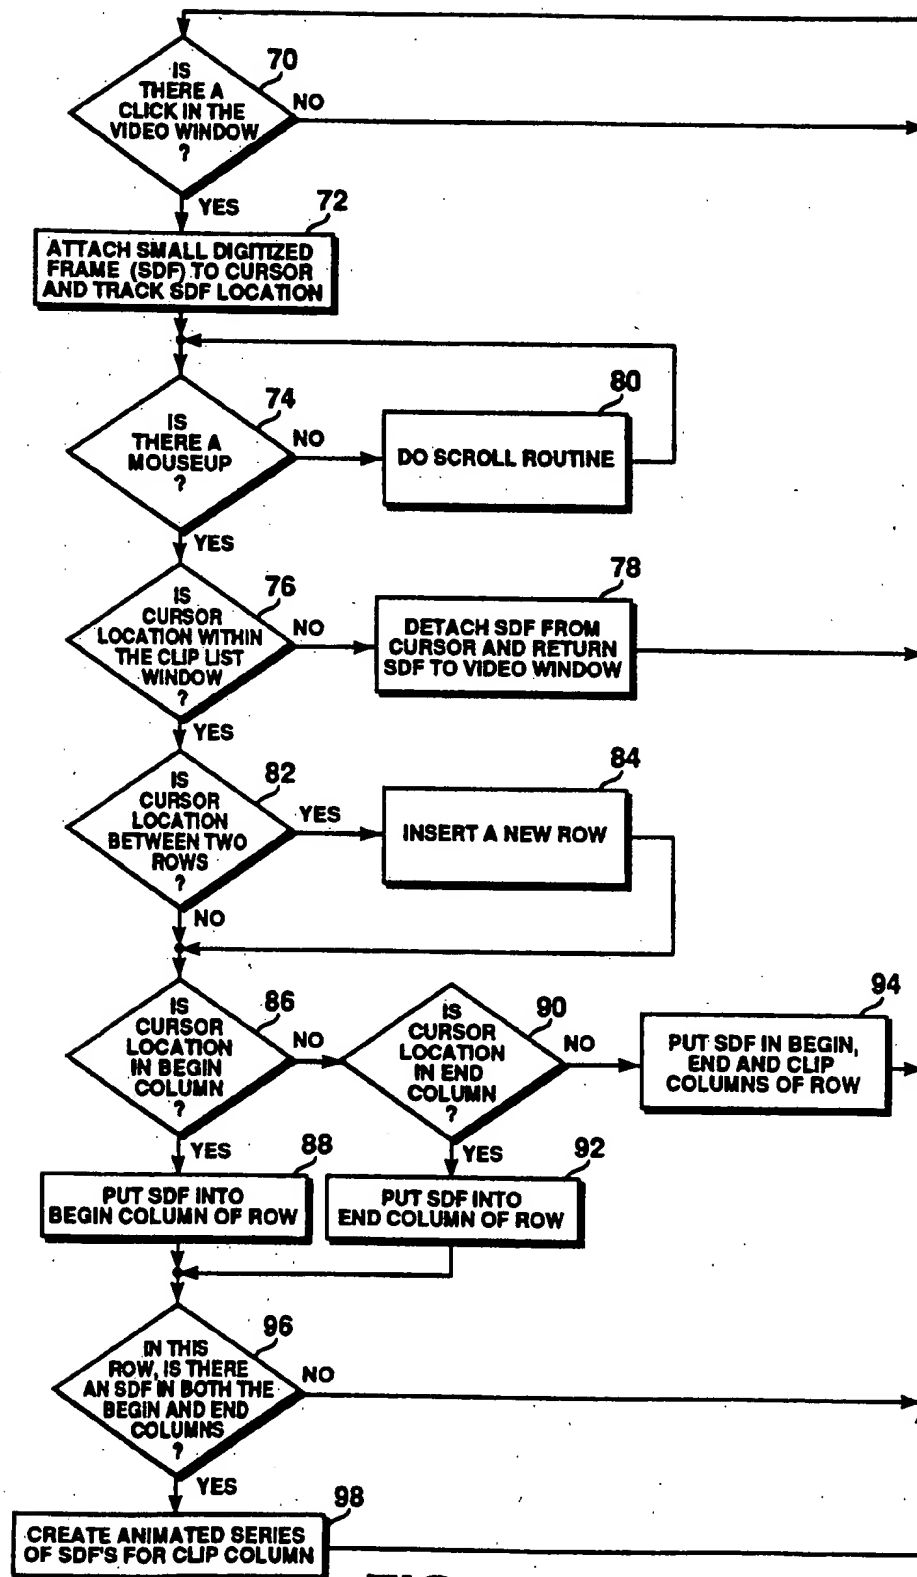 70
IS
THERE A
CLICK IN THE
VIDEO WINDOW
?
NO
YES
72
ATTACH SMALL DIGITIZED
FRAME (SDF) TO CURSOR
AND TRACK SDF LOCATION
74
IS
THERE A
MOUSEUP
?
NO
80
DO SCROLL ROUTINE
YES
76
IS
CURSOR
LOCATION WITHIN
THE CLIP LIST
WINDOW
?
NO
78
DETACH SDF FROM
CURSOR AND RETURN
SDF TO VIDEO WINDOW
YES
82
IS
CURSOR
LOCATION
BETWEEN TWO
ROWS
?
YES
84
INSERT A NEW ROW
NO
86
IS
CURSOR
LOCATION
IN BEGIN
COLUMN
?
NO
90
IS
CURSOR
LOCATION
IN END
COLUMN
?
NO
94
PUT SDF IN BEGIN,
END AND CLIP
COLUMNS OF ROW
YES
88
PUT SDF INTO
BEGIN COLUMN OF ROW
YES
92
PUT SDF INTO
END COLUMN OF ROW
96
IN THIS
ROW, IS THERE
AN SDF IN BOTH THE
BEGIN AND END
COLUMNS
?
NO
YES
98
CREATE ANIMATED SERIES
OF SDF'S FOR CLIP COLUMN